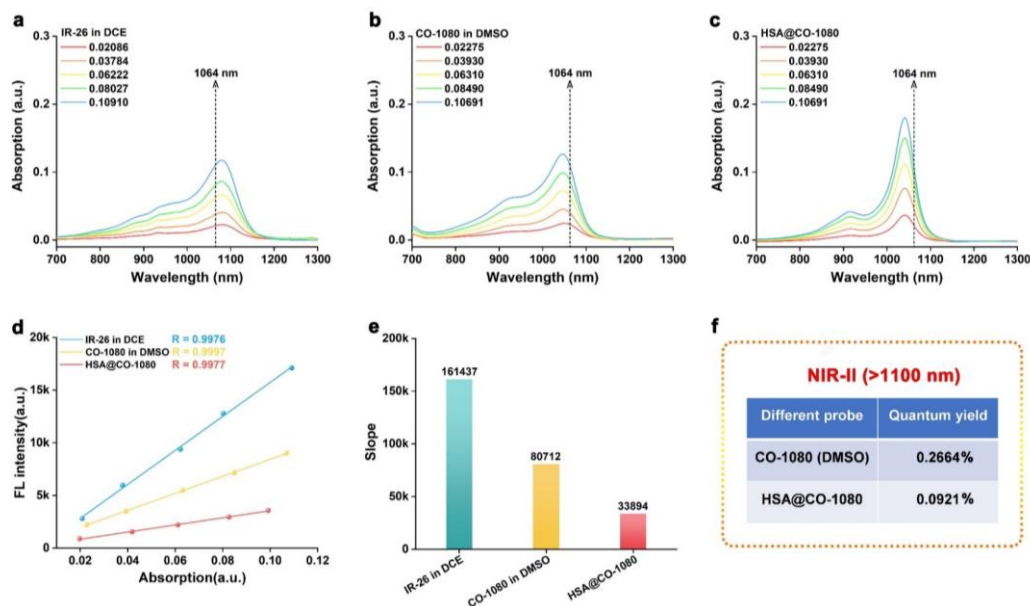 a
IR-26 in DCE
0.02086
0.03784
0.06222
0.08027
0.10910
1064 nm
Absorption (a.u.)
0.3
0.2
0.1
0.0
700 800 900 1000 1100 1200 1300
Wavelength (nm)
b
CO-1080 in DMSO
0.02275
0.03930
0.06310
0.08490
0.10691
1064 nm
Absorption (a.u.)
0.3
0.2
0.1
0.0
700 800 900 1000 1100 1200 1300
Wavelength (nm)
c
HSA@CO-1080
0.02275
0.03930
0.06310
0.08490
0.10691
1064 nm
Absorption (a.u.)
0.3
0.2
0.1
0.0
700 800 900 1000 1100 1200 1300
Wavelength (nm)
d
IR-26 in DCE R = 0.9976
CO-1080 in DMSO R = 0.9997
HSA@CO-1080 R = 0.9977
FL intensity(a.u.)
20k
15k
10k
5k
0
0.02 0.04 0.06 0.08 0.10 0.12
Absorption(a.u.)
e
Slope
200k
150k
100k
50k
0
161437
80712
33894
IR-26 in DCE
CO-1080 in DMSO
HSA@CO-1080
f
NIR-II (>1100 nm)
Different probe Quantum yield
CO-1080 (DMSO) 0.2664%
HSA@CO-1080 0.0921%